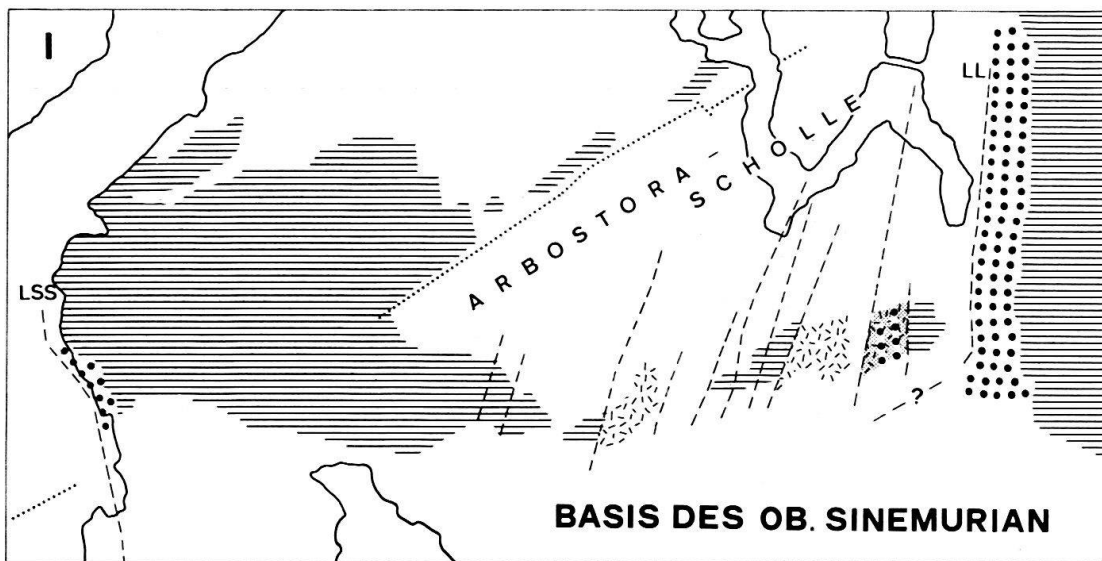 I
LL
ARBOSTORA-
SCHOLLE
LSS
?
BASIS DES OB. SINEMURIAN